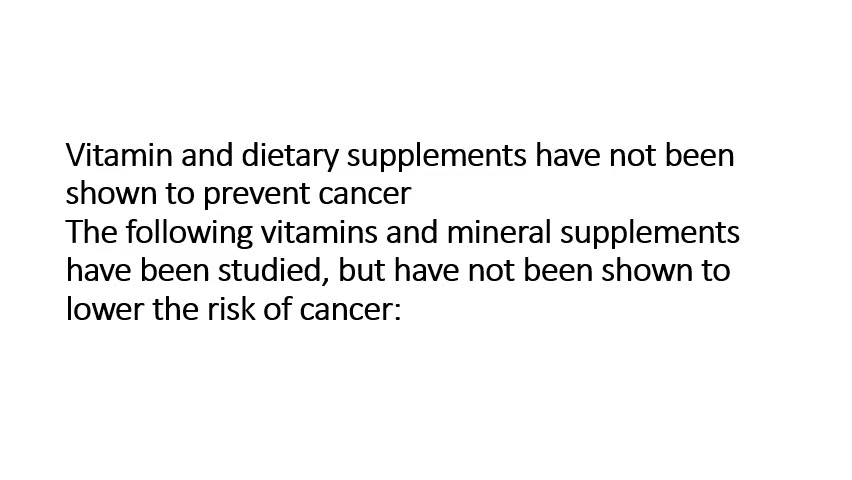 Vitamin and dietary supplements have not been
shown to prevent cancer
The following vitamins and mineral supplements
have been studied, but have not been shown to
lower the risk of cancer: